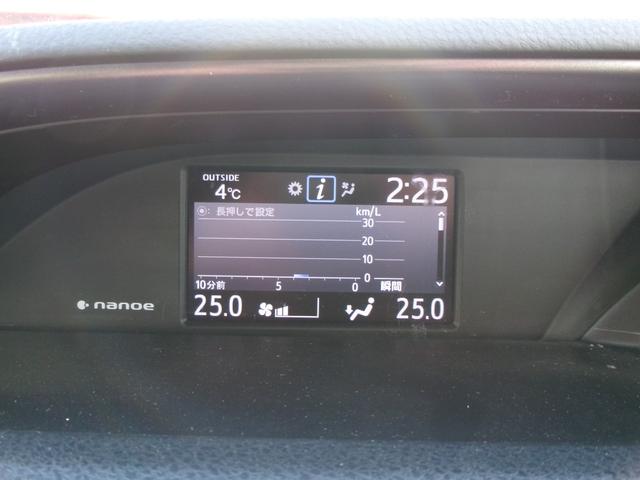 OUTSIDE
4℃ i 2:25
: 長押しで設定 km/L
30
20
10
0
10分前 5 0 瞬間
25.0 25.0
nanoe